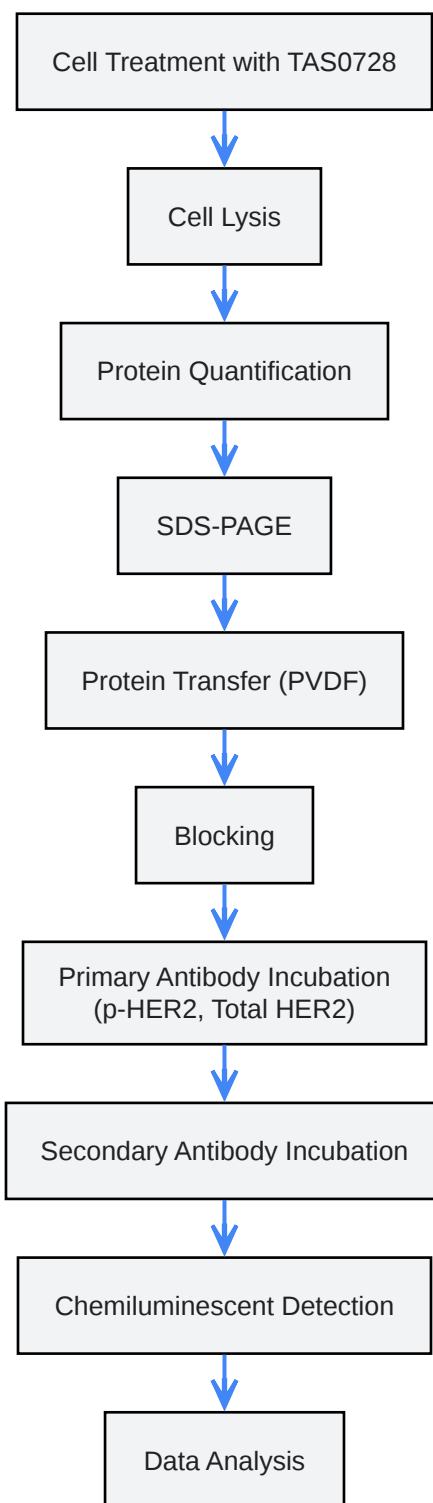 Cell Treatment with TAS0728
Cell Lysis
Protein Quantification
SDS-PAGE
Protein Transfer (PVDF)
Blocking
Primary Antibody Incubation
(p-HER2, Total HER2)
Secondary Antibody Incubation
Chemiluminescent Detection
Data Analysis